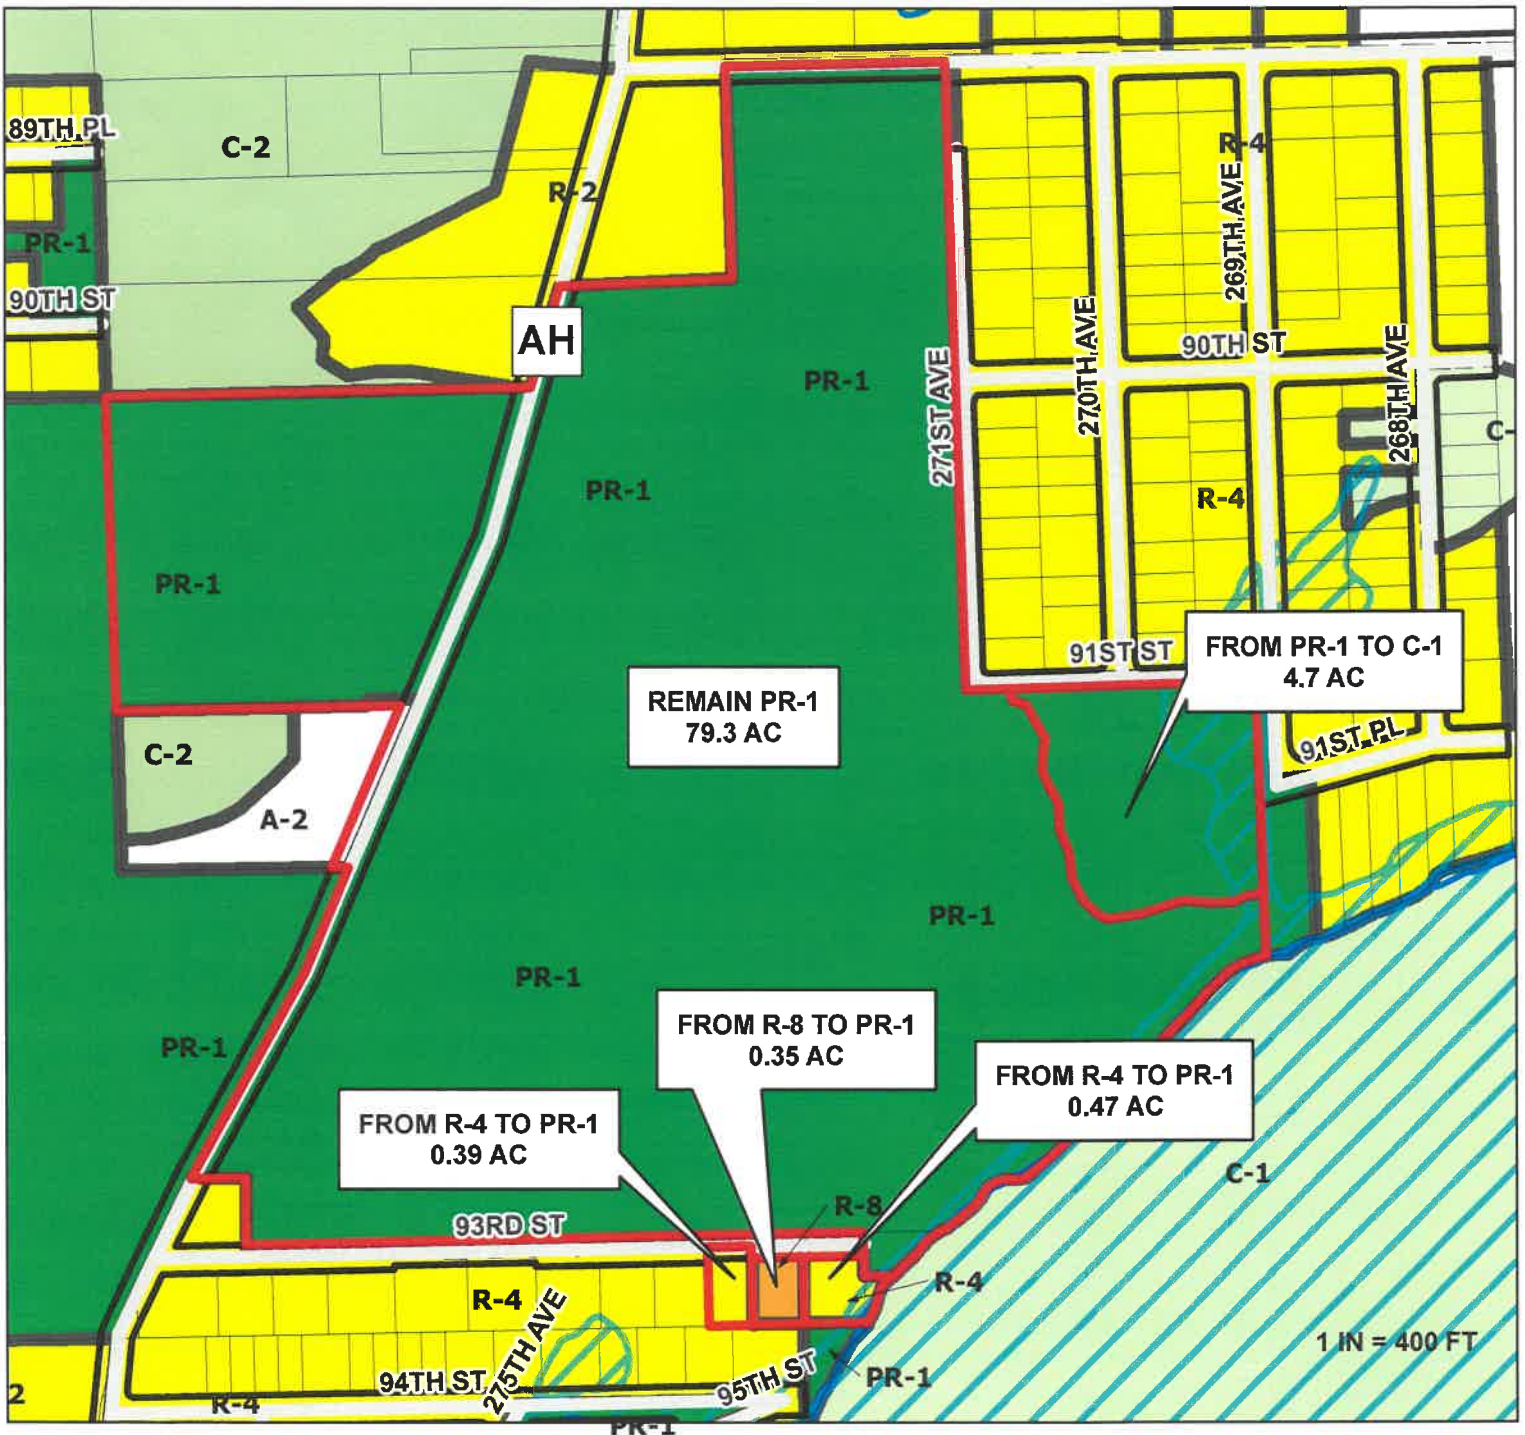 89TH PL
C-2
R-4
R-2
269TH AVE
PR-1
90TH ST
270TH AVE
AH
90TH ST
268TH AVE
271ST AVE
PR-1
C-
PR-1
R-4
PR-1
91ST ST
FROM PR-1 TO C-1
4.7 AC
REMAIN PR-1
79.3 AC
C-2
91ST PL
A-2
PR-1
PR-1
PR-1
FROM R-8 TO PR-1
0.35 AC
FROM R-4 TO PR-1
0.47 AC
FROM R-4 TO PR-1
0.39 AC
C-1
R-8
93RD ST
R-4
R-4
275TH AVE
1 IN = 400 FT
94TH ST
95TH ST
PR-1
2
R-4
PR-1